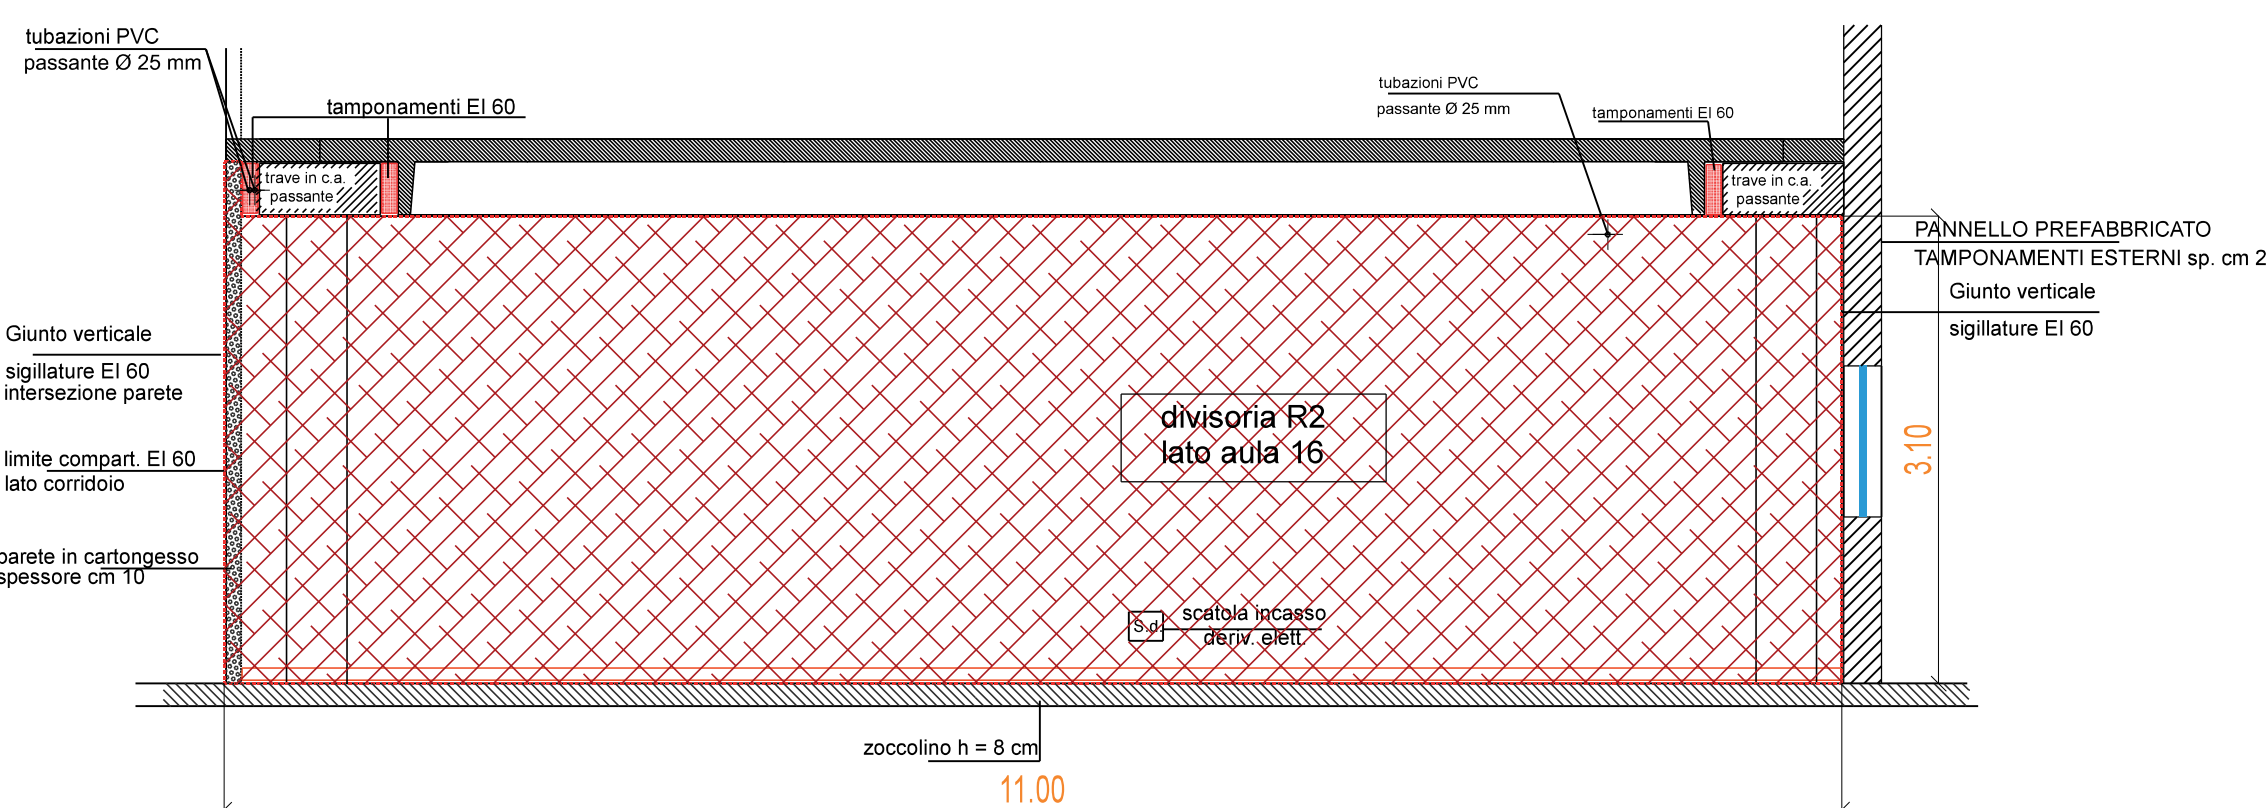 tubazioni PVC
passante Ø 25 mm
tamponamenti EI 60
tubazioni PVC
passante Ø 25 mm
tamponamenti EI 60
trave in c.a.
passante
trave in c.a.
passante
PANNELLO PREFABBRICATO
TAMPONAMENTI ESTERNI sp. cm 2
Giunto verticale
sigillature EI 60
Giunto verticale
sigillature EI 60
intersezione parete
limite compart. EI 60
lato corridoio
parete in cartongesso
spessore cm 10
divisoria R2
lato aula 16
3.10
scatola incasso
S.d.
deriv. elett.
zoccolino h = 8 cm
11.00